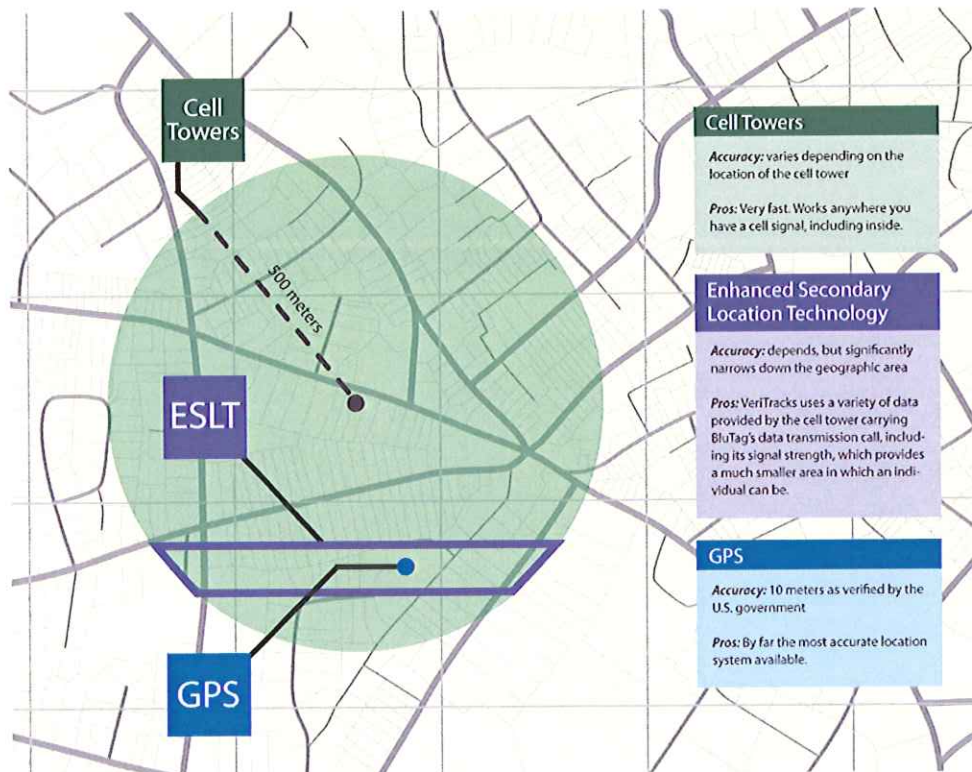 Cell
Towers
500 meters
ESLT
GPS
Cell Towers
Accuracy: varies depending on the
location of the cell tower
Pros: Very fast. Works anywhere you
have a cell signal, including inside.
Enhanced Secondary
Location Technology
Accuracy: depends, but significantly
narrows down the geographic area
Pros: VeriTracks uses a variety of data
provided by the cell tower carrying
BluTag's data transmission call, includ-
ing its signal strength, which provides
a much smaller area in which an indi-
vidual can be.
GPS
Accuracy: 10 meters as verified by the
U.S. government
Pros: By far the most accurate location
system available.